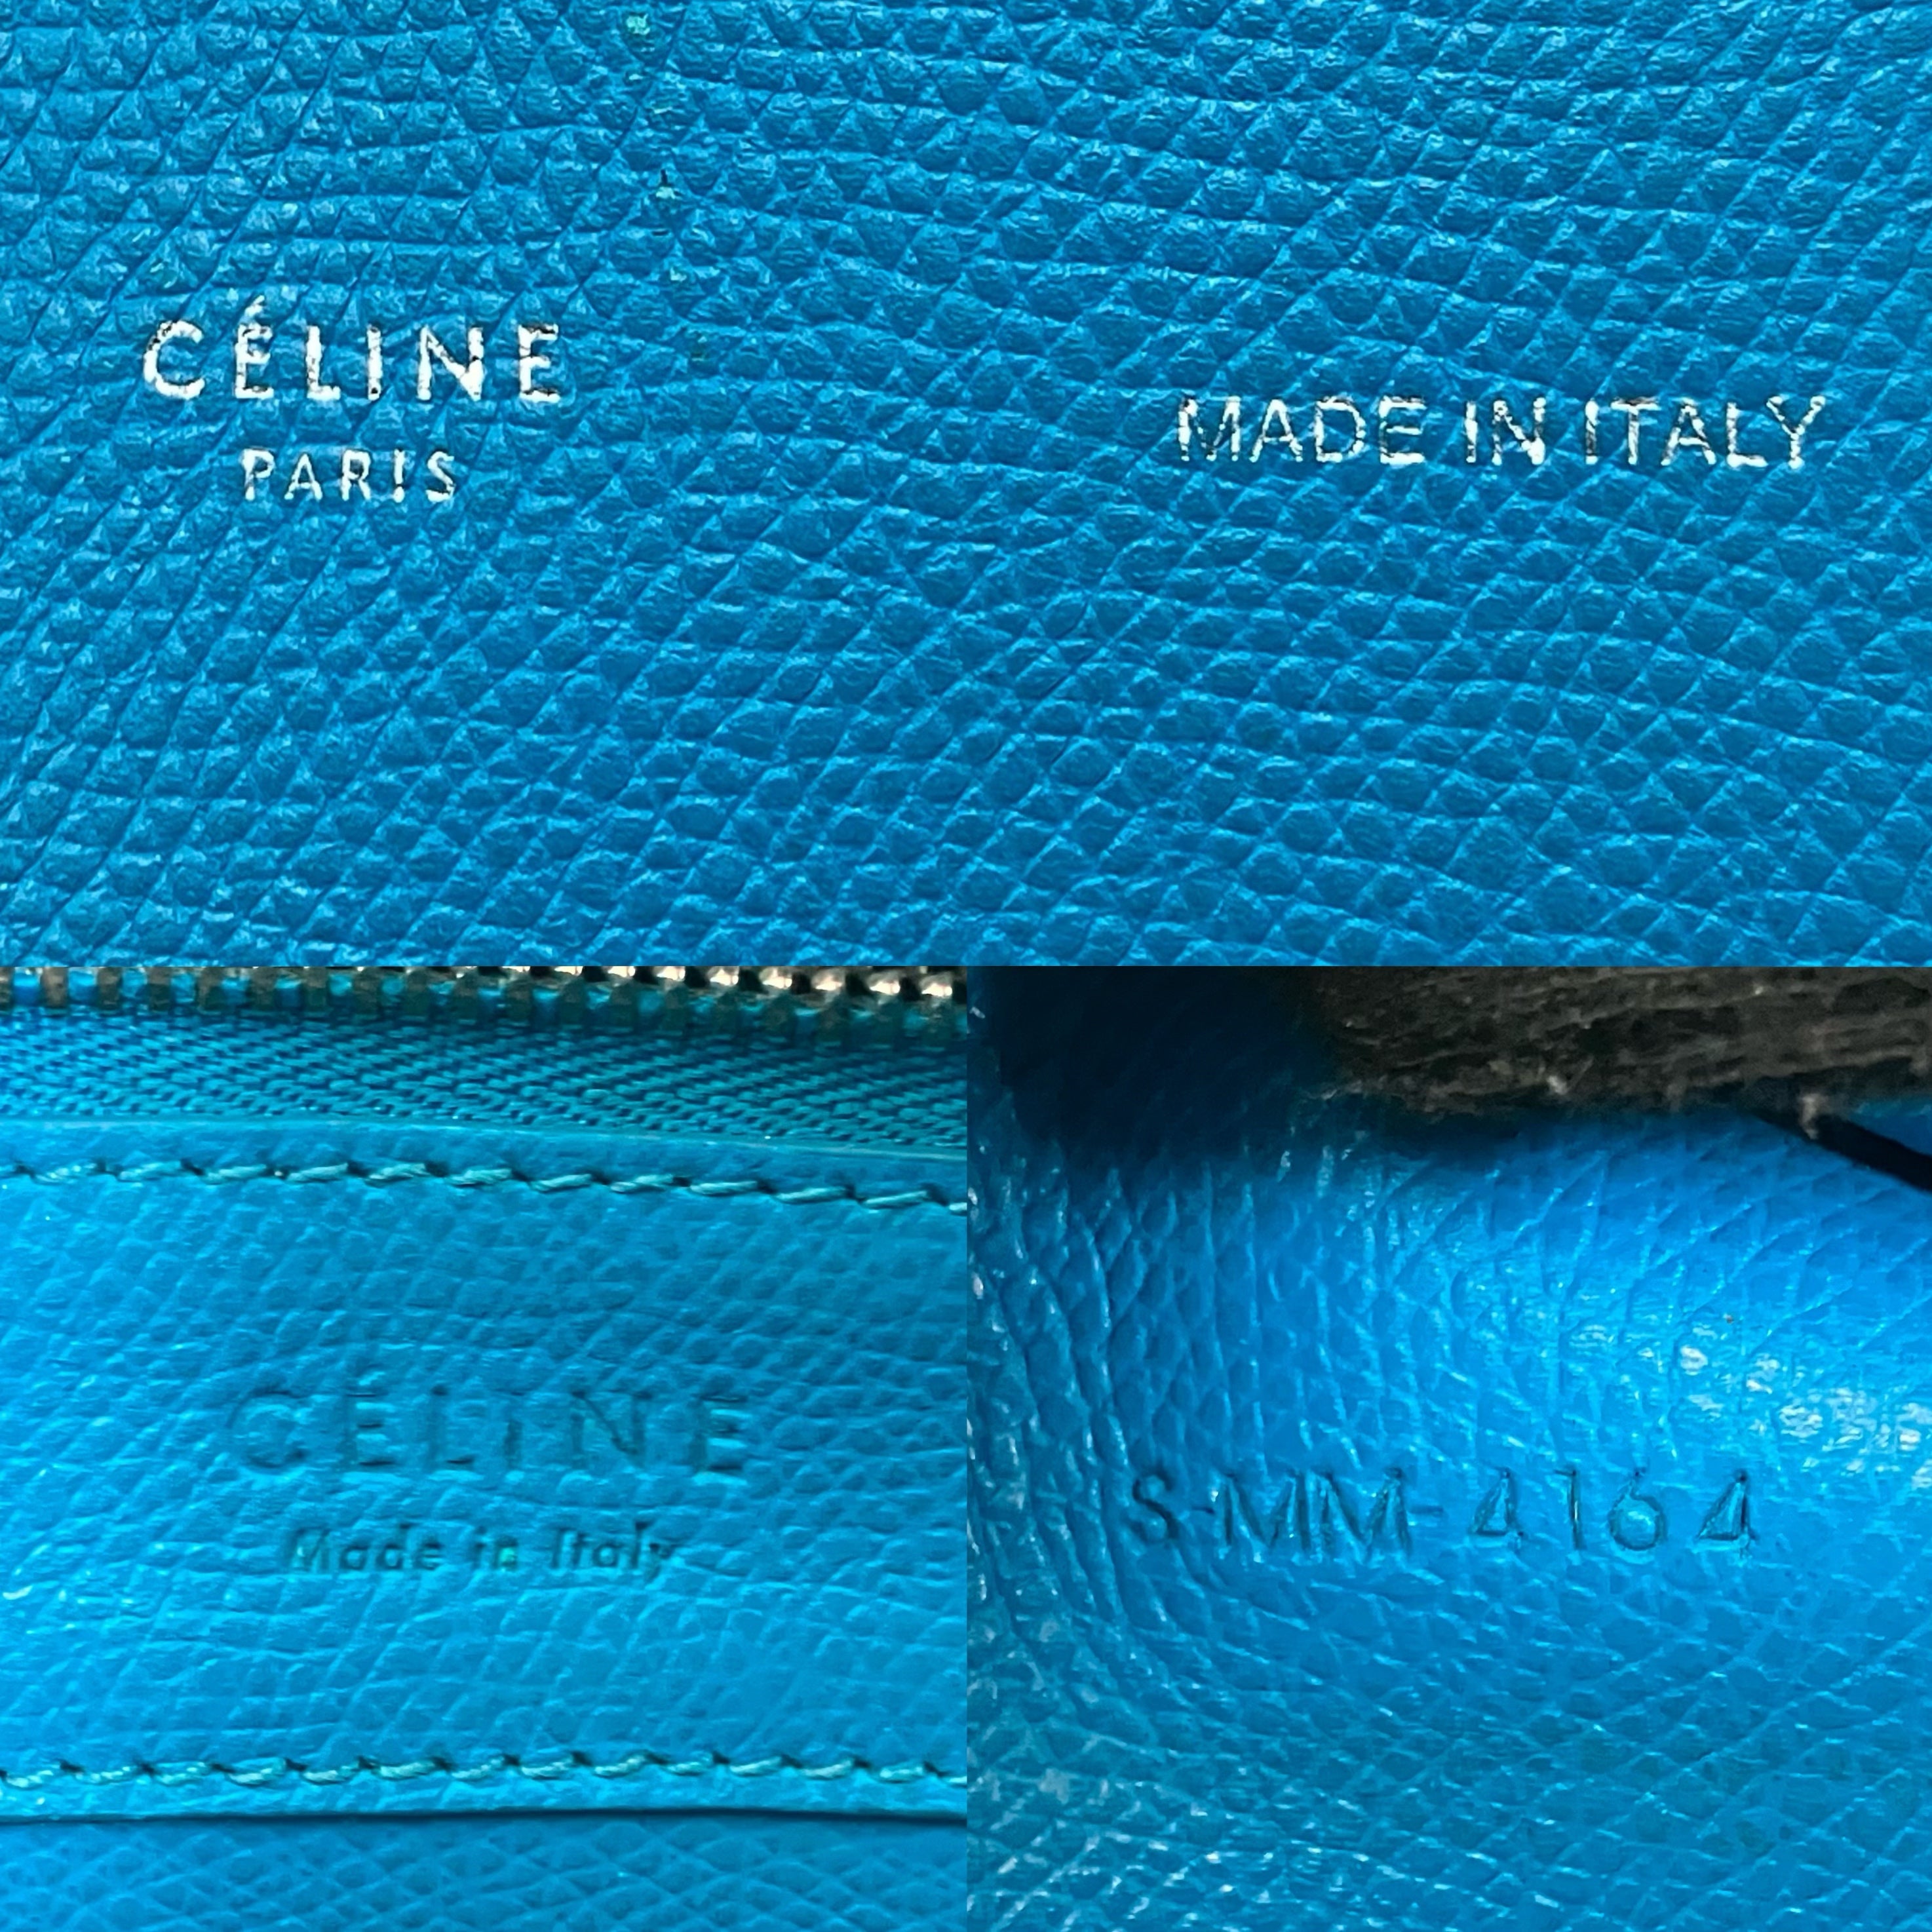 CÉLINE
PARIS
MADE IN ITALY
CÉLINE
Made in Italy
S-MM-4164